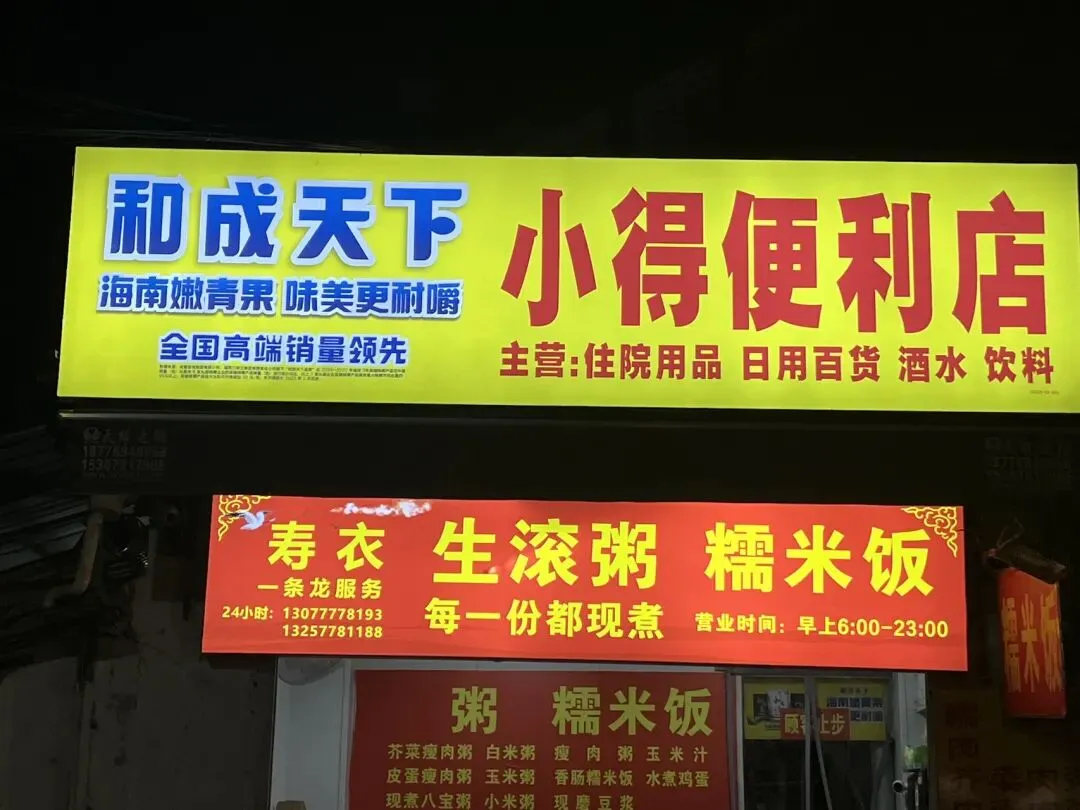 和成天下
海南嫩青果 味美更耐嚼
全国高端销量领先
小得便利店
主营:住院用品 日用百货 酒水 饮料
寿衣
一条龙服务
24小时: 13077778193
13257781188
生滚粥 糯米饭
每一份都现煮
营业时间: 早上6:00-23:00
糯米饭
粥 糯米饭
芥菜瘦肉粥 白米粥 瘦肉粥 玉米汁
皮蛋瘦肉粥 玉米粥 香肠糯米饭 水煮鸡蛋
现煮八宝粥 小米粥 现磨豆浆
顾客止步